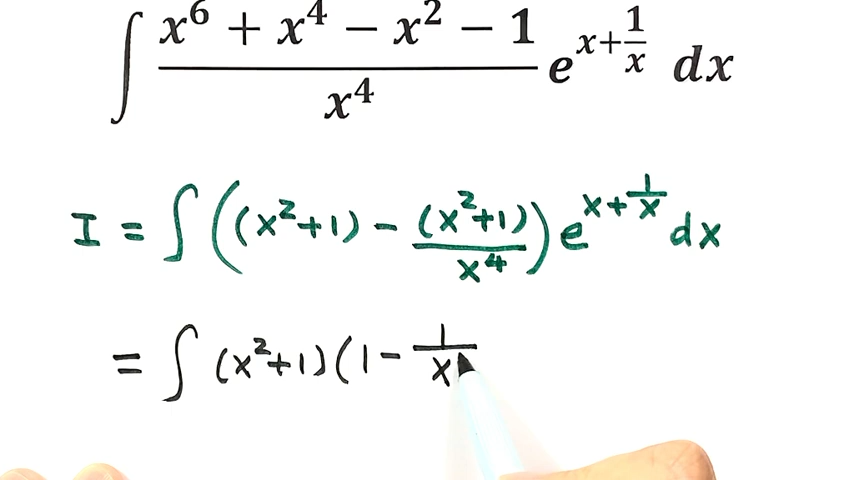 ∫ (x⁶ + x⁴ − x² − 1)/x⁴ e^(x+1/x) dx
I = ∫ ((x²+1) − (x²+1)/x⁴) e^(x+1/x) dx
= ∫ (x²+1)(1 − 1/x